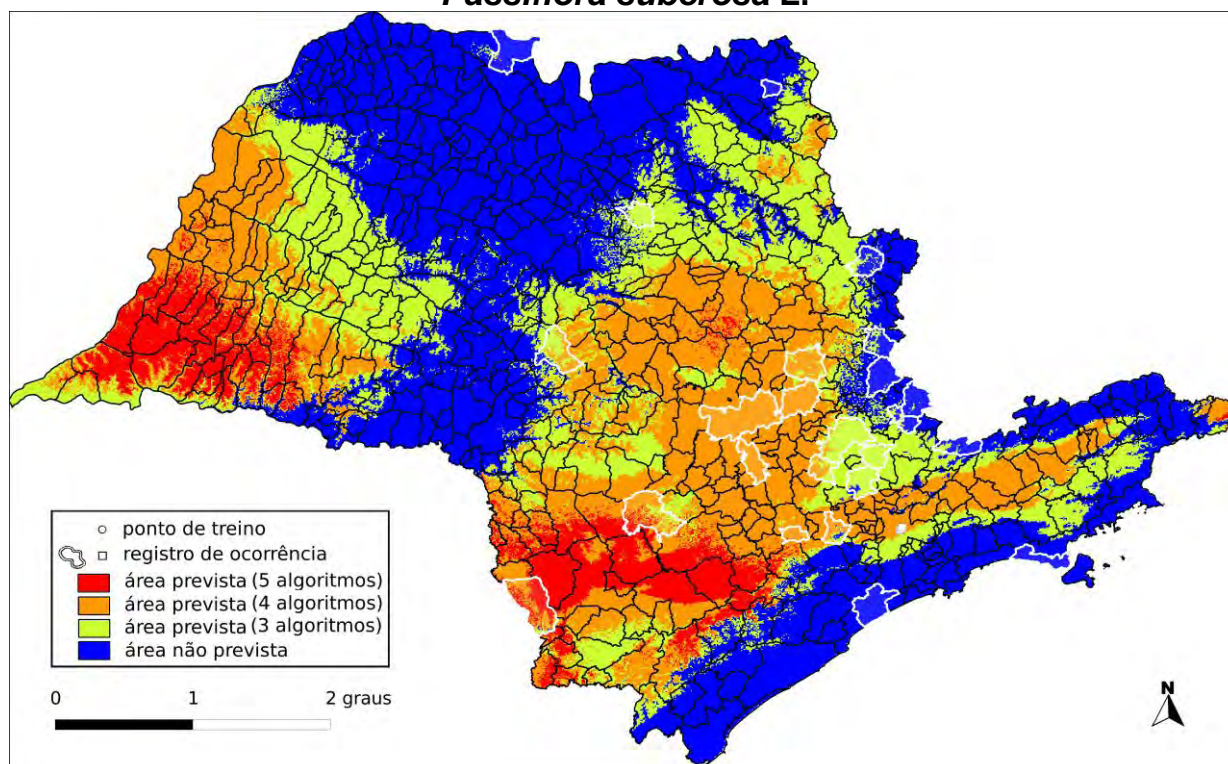 Passiflora suberosa L.
ponto de treino
registro de ocorrência
área prevista (5 algoritmos)
área prevista (4 algoritmos)
área prevista (3 algoritmos)
área não prevista
0 1 2 graus
N